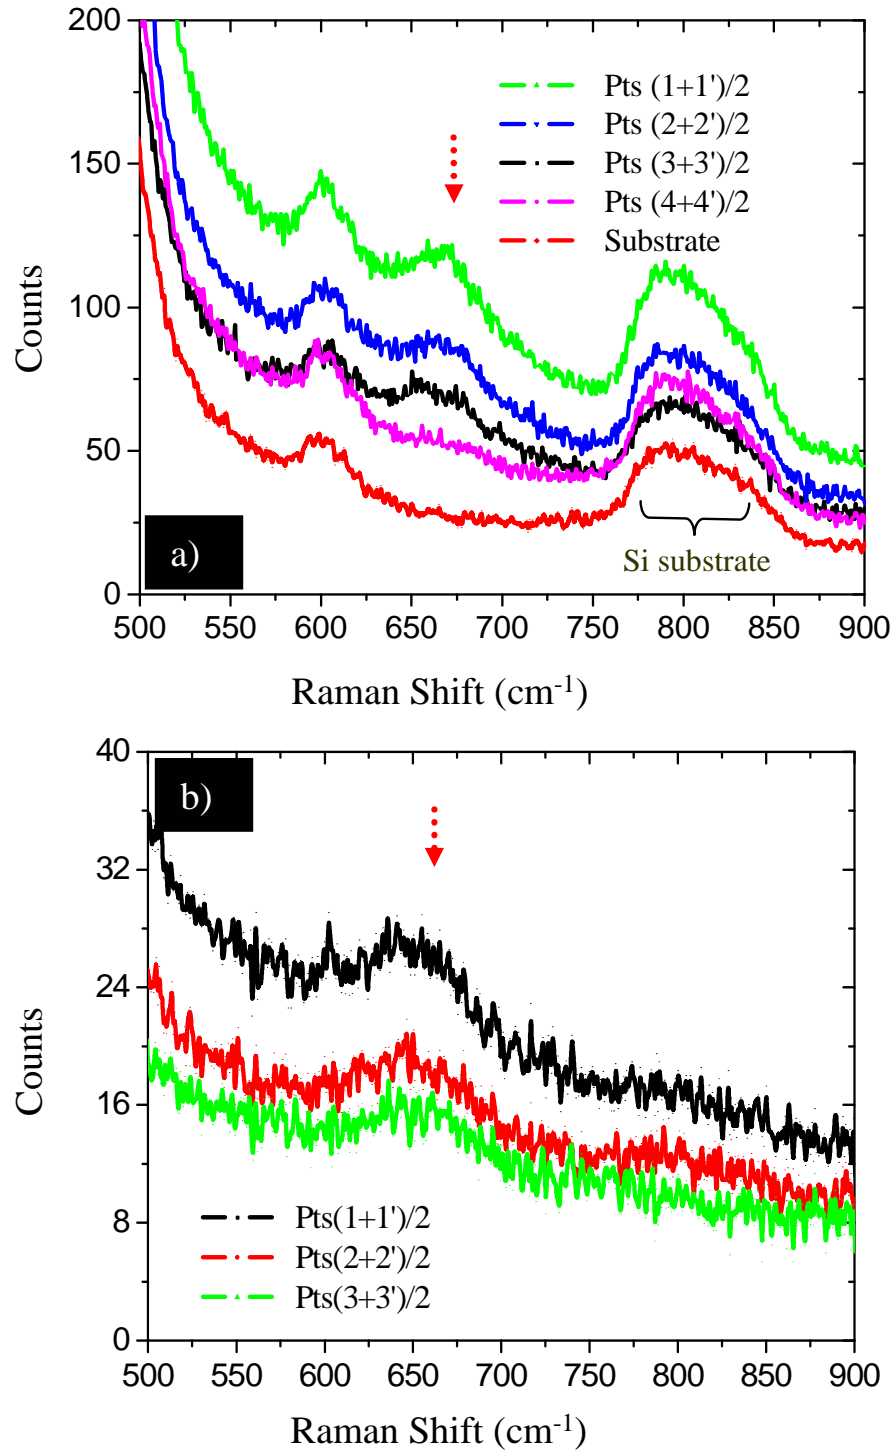 200
150
100
50
0
Counts
Pts (1+1')/2
Pts (2+2')/2
Pts (3+3')/2
Pts (4+4')/2
Substrate
a)
Si substrate
500 550 600 650 700 750 800 850 900
Raman Shift (cm⁻¹)
40
32
24
16
8
0
Counts
b)
Pts(1+1')/2
Pts(2+2')/2
Pts(3+3')/2
500 550 600 650 700 750 800 850 900
Raman Shift (cm⁻¹)